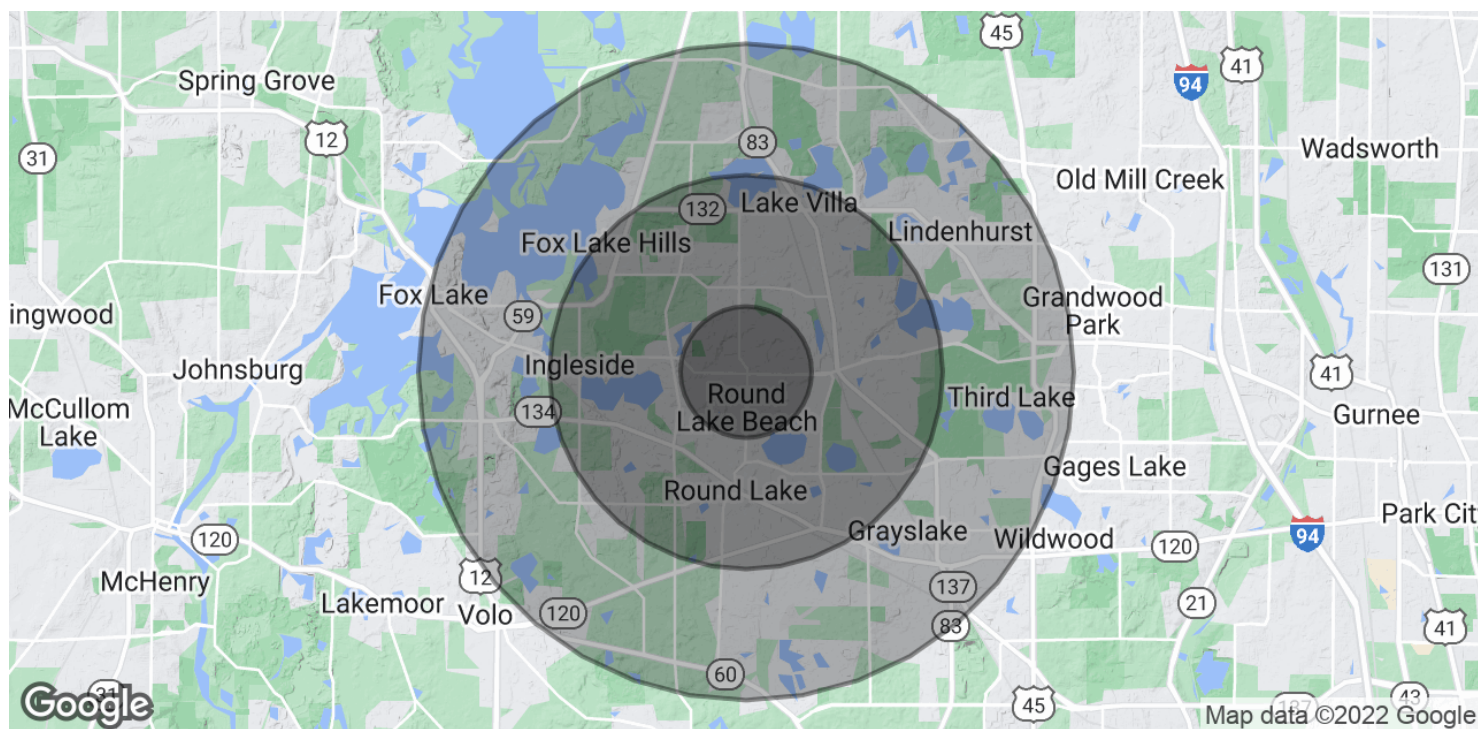 45
41
94
Spring Grove
12
31
83
Wadsworth
Old Mill Creek
132
Lake Villa
Lindenhurst
Fox Lake Hills
131
Fox Lake
Grandwood
Park
59
ingwood
Johnsburg
Ingleside
41
Round
Lake Beach
Third Lake
McCullom
Lake
134
Gurnee
Gages Lake
Round Lake
Park Cit
Grayslake
Wildwood
94
120
120
McHenry
12
137
Lakemoor
Volo
120
21
83
41
60
31
Google
45
137
43
Map data ©2022 Google